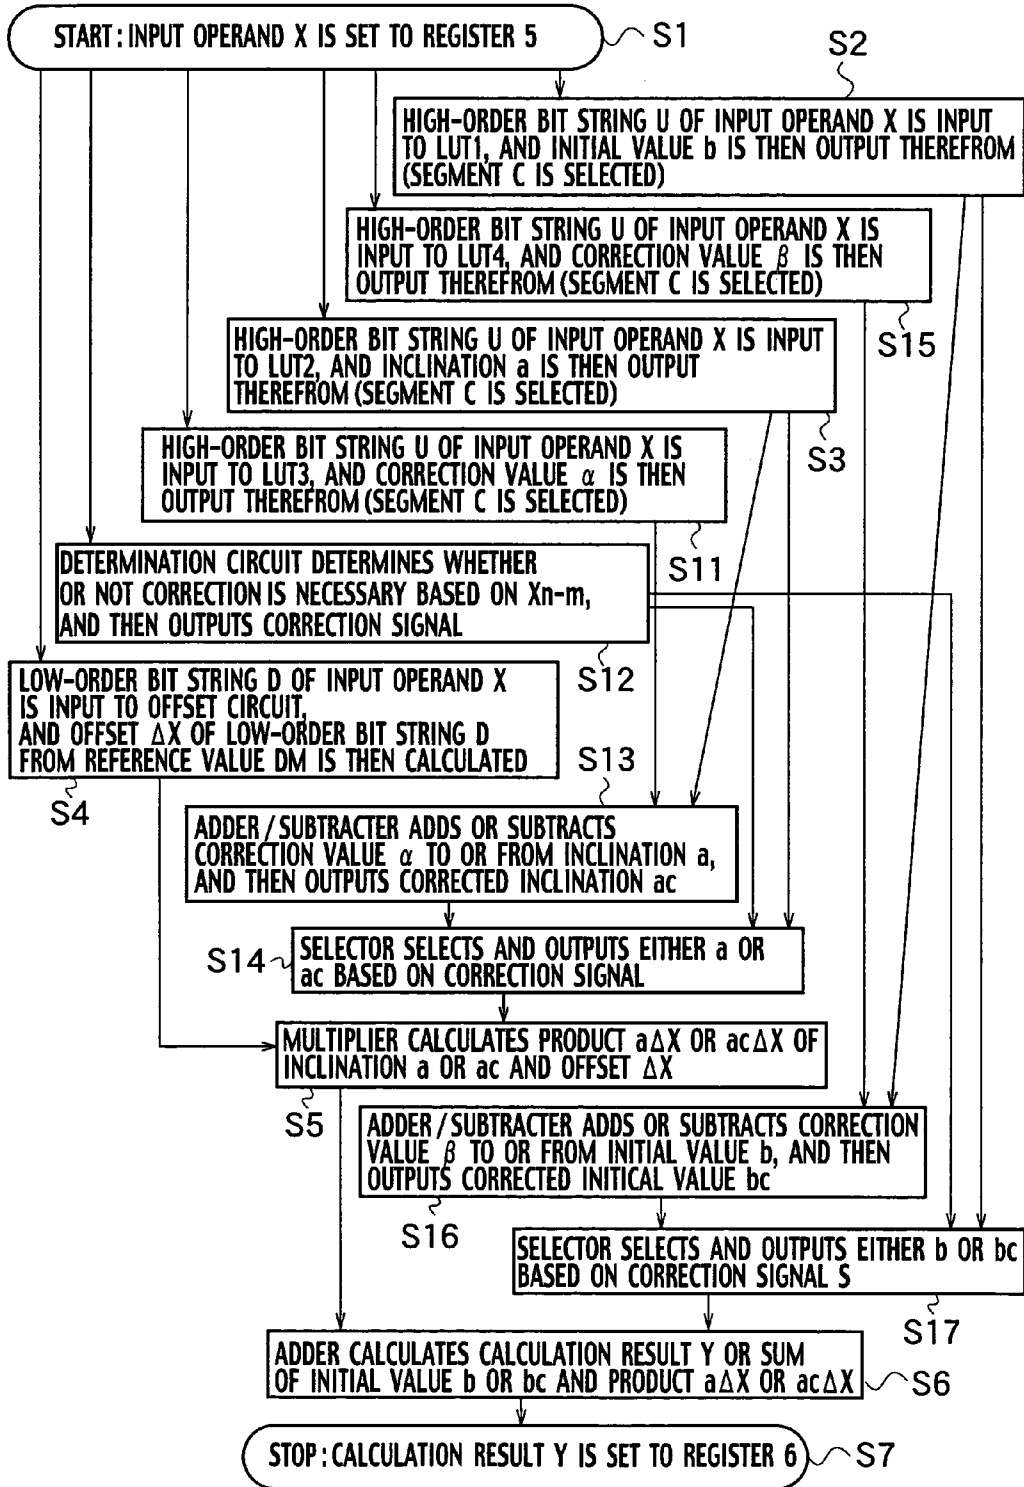 START: INPUT OPERAND X IS SET TO REGISTER 5
S1
S2
HIGH-ORDER BIT STRING U OF INPUT OPERAND X IS INPUT
TO LUT1, AND INITIAL VALUE b IS THEN OUTPUT THEREFROM
(SEGMENT C IS SELECTED)
HIGH-ORDER BIT STRING U OF INPUT OPERAND X IS
INPUT TO LUT4, AND CORRECTION VALUE β IS THEN
OUTPUT THEREFROM (SEGMENT C IS SELECTED)
S15
HIGH-ORDER BIT STRING U OF INPUT OPERAND X IS INPUT
TO LUT2, AND INCLINATION a IS THEN OUTPUT
THEREFROM (SEGMENT C IS SELECTED)
S3
HIGH-ORDER BIT STRING U OF INPUT OPERAND X IS
INPUT TO LUT3, AND CORRECTION VALUE α IS THEN
OUTPUT THEREFROM (SEGMENT C IS SELECTED)
S11
DETERMINATION CIRCUIT DETERMINES WHETHER
OR NOT CORRECTION IS NECESSARY BASED ON Xn-m,
AND THEN OUTPUTS CORRECTION SIGNAL
S12
LOW-ORDER BIT STRING D OF INPUT OPERAND X
IS INPUT TO OFFSET CIRCUIT,
AND OFFSET ΔX OF LOW-ORDER BIT STRING D
FROM REFERENCE VALUE DM IS THEN CALCULATED
S4
S13
ADDER/SUBTRACTER ADDS OR SUBTRACTS
CORRECTION VALUE α TO OR FROM INCLINATION a,
AND THEN OUTPUTS CORRECTED INCLINATION ac
S14
SELECTOR SELECTS AND OUTPUTS EITHER a OR
ac BASED ON CORRECTION SIGNAL
MULTIPLIER CALCULATES PRODUCT aΔX OR acΔX OF
INCLINATION a OR ac AND OFFSET ΔX
S5
ADDER/SUBTRACTER ADDS OR SUBTRACTS CORRECTION
VALUE β TO OR FROM INITIAL VALUE b, AND THEN
OUTPUTS CORRECTED INITICAL VALUE bc
S16
SELECTOR SELECTS AND OUTPUTS EITHER b OR bc
BASED ON CORRECTION SIGNAL S
S17
ADDER CALCULATES CALCULATION RESULT Y OR SUM
OF INITIAL VALUE b OR bc AND PRODUCT aΔX OR acΔX
S6
STOP: CALCULATION RESULT Y IS SET TO REGISTER 6
S7